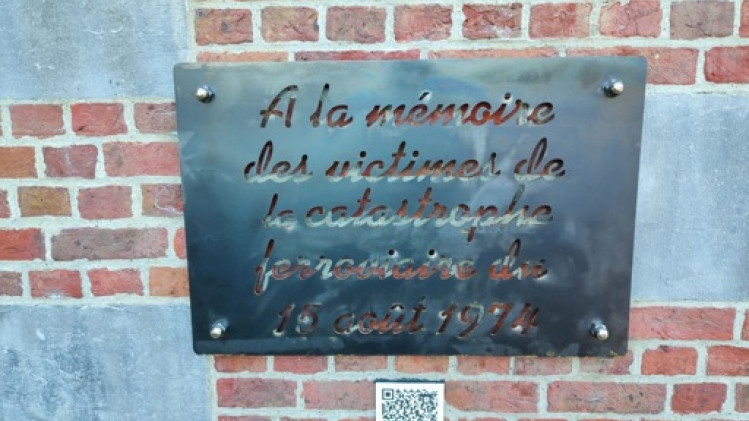 A la mémoire
des victimes de
la catastrophe
ferroviaire du
15 août 1974